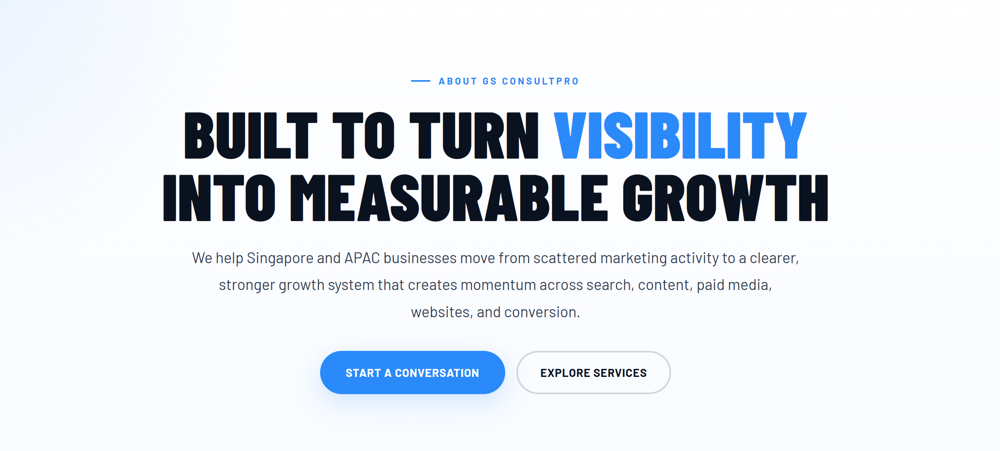 ABOUT GS CONSULTPRO
BUILT TO TURN VISIBILITY
INTO MEASURABLE GROWTH
We help Singapore and APAC businesses move from scattered marketing activity to a clearer,
stronger growth system that creates momentum across search, content, paid media,
websites, and conversion.
START A CONVERSATION
EXPLORE SERVICES